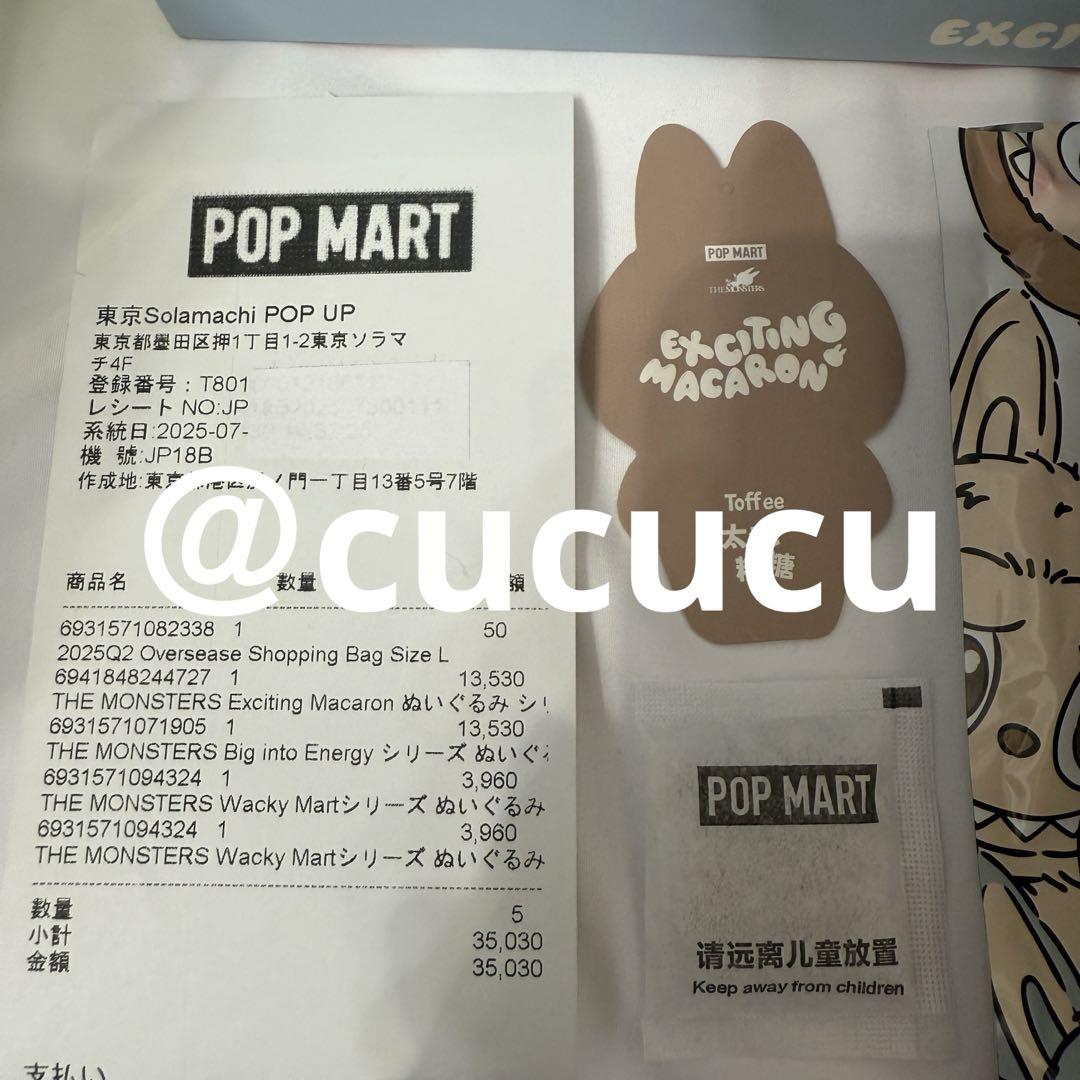 EXCI
POP MART
東京Solamachi POP UP
東京都墨田区押1丁目1-2東京ソラマ
チ4F
登録番号：T801
レシート NO:JP
系統日:2025-07-
機 號:JP18B
作成地:東京 ノ門一丁目13番5号7階
商品名 数量 額
6931571082338 1 50
2025Q2 Oversease Shopping Bag Size L
6941848244727 1 13,530
THE MONSTERS Exciting Macaron ぬいぐるみ シリ
6931571071905 1 13,530
THE MONSTERS Big into Energy シリーズ ぬいぐ
6931571094324 1 3,960
THE MONSTERS Wacky Martシリーズ ぬいぐるみ
6931571094324 1 3,960
THE MONSTERS Wacky Martシリーズ ぬいぐるみ
数量 5
小計 35,030
金額 35,030
支払い
POP MART
THE MONSTERS
EXCITING
MACARON
Toffee
太
糖
@cucucu
POP MART
请远离儿童放置
Keep away from children